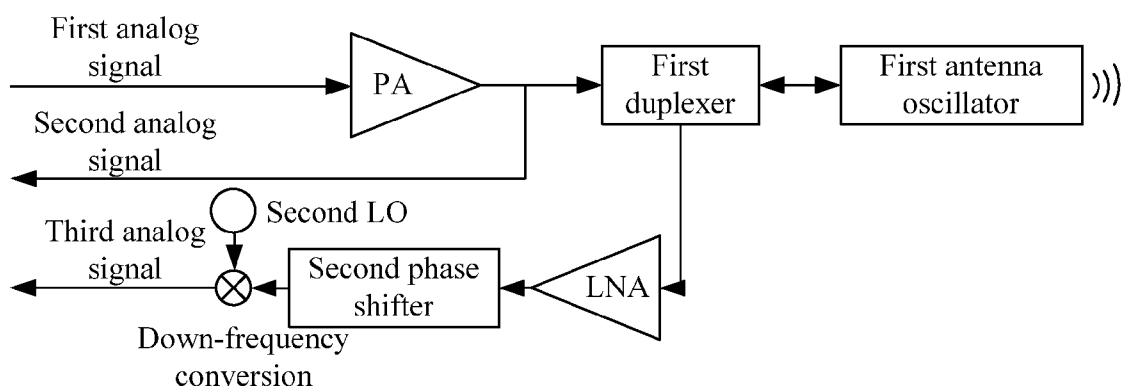 First analog
signal
PA
First
duplexer
First antenna
oscillator
Second analog
signal
Second LO
Third analog
signal
Second phase
shifter
LNA
Down-frequency
conversion